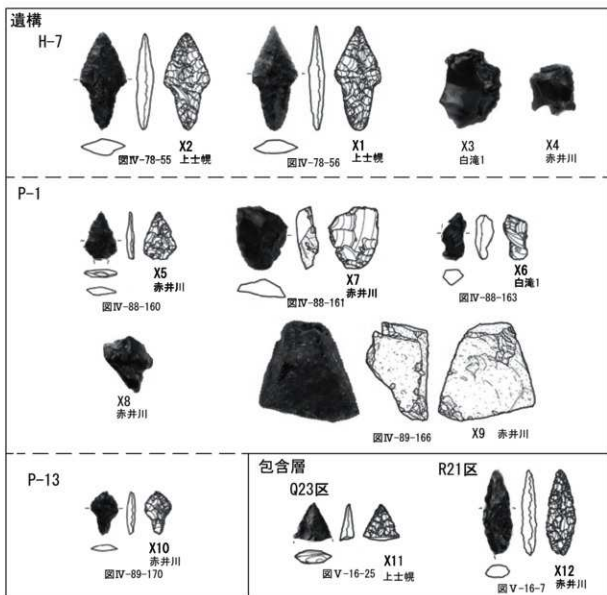 遺構
H-7
X2
上士幌
図Ⅳ-78-55
X1
上士幌
図Ⅳ-78-56
X3
白滝1
X4
赤井川
P-1
X5
赤井川
図Ⅳ-88-160
X7
赤井川
図Ⅳ-88-161
X6
白滝1
図Ⅳ-88-163
X8
赤井川
図Ⅳ-89-166
X9 赤井川
P-13
X10
赤井川
図Ⅳ-89-170
包含層
Q23区
X11
上士幌
図Ⅴ-16-25
R21区
X12
赤井川
図Ⅴ-16-7